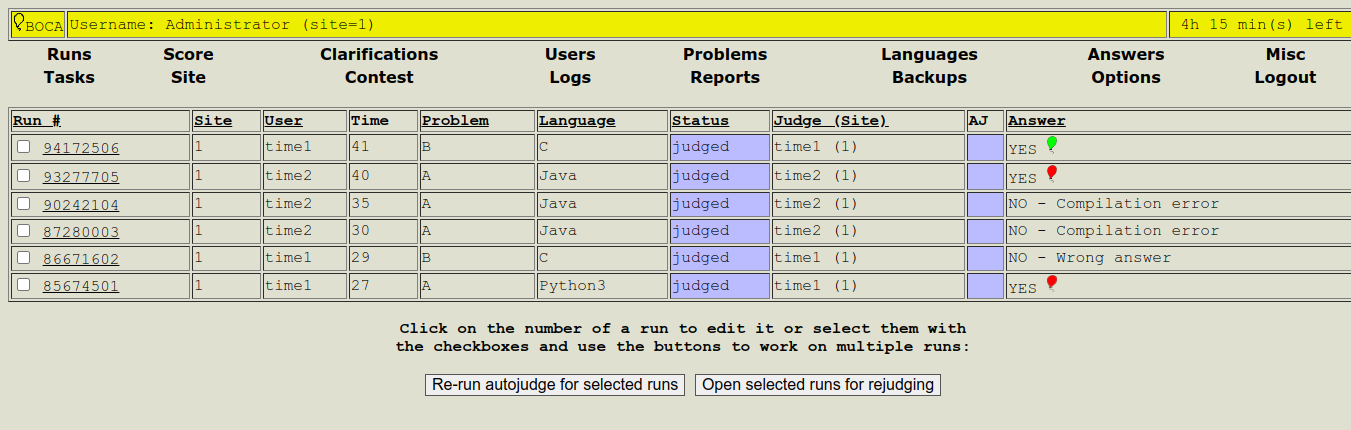 BOCA Username: Administrator (site=1) 4h 15 min(s) left
Runs Score Clarifications Users Problems Languages Answers Misc
Tasks Site Contest Logs Reports Backups Options Logout
Run # Site User Time Problem Language Status Judge (Site) AJ Answer
94172506 1 time1 41 B C judged time1 (1) YES
93277705 1 time2 40 A Java judged time2 (1) YES
90242104 1 time2 35 A Java judged time2 (1) NO - Compilation error
87280003 1 time2 30 A Java judged time2 (1) NO - Compilation error
86671602 1 time1 29 B C judged time1 (1) NO - Wrong answer
85674501 1 time1 27 A Python3 judged time1 (1) YES
Click on the number of a run to edit it or select them with
the checkboxes and use the buttons to work on multiple runs:
Re-run autojudge for selected runs Open selected runs for rejudging